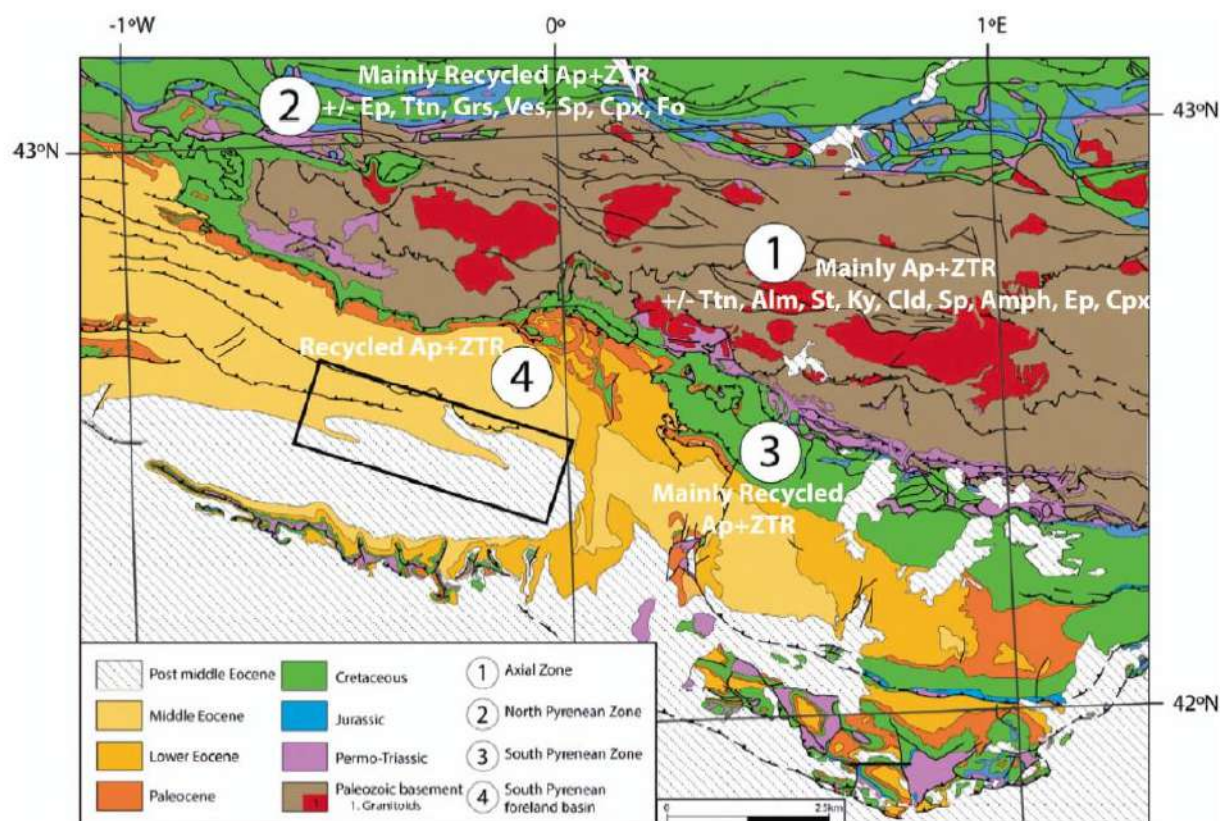 -1ºW 0º 1ºE
Mainly Recycled Ap+ZTR
2 +/- Ep, Ttn, Grs, Ves, Sp, Cpx, Fo
43ºN
43ºN
1
Mainly Ap+ZTR
+/- Ttn, Alm, St, Ky, Cld, Sp, Amph, Ep, Cpx
Recycled Ap+ZTR
4
3
Mainly Recycled
Ap+ZTR
42ºN
Post middle Eocene
Middle Eocene
Lower Eocene
Paleocene
Cretaceous
Jurassic
Permo-Triassic
Paleozoic basement
1
1. Granitoids
1 Axial Zone
2 North Pyrenean Zone
3 South Pyrenean Zone
4 South Pyrenean
foreland basin
0 2.5km